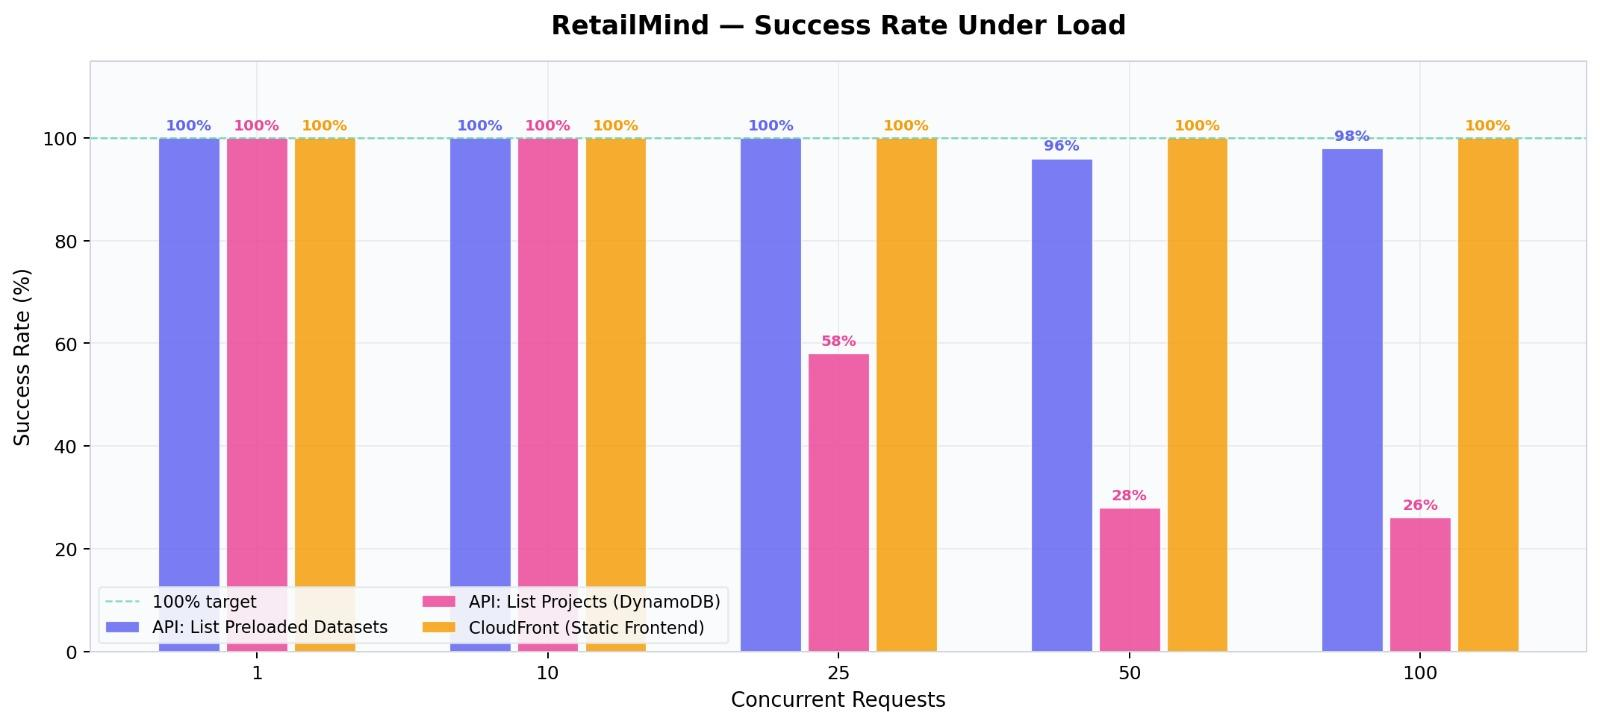 RetailMind — Success Rate Under Load
Success Rate (%)
100
80
60
40
20
0
100% 100% 100%
100% 100% 100%
100% 58% 100%
96% 28% 100%
98% 26% 100%
100% target
API: List Preloaded Datasets
API: List Projects (DynamoDB)
CloudFront (Static Frontend)
1 10 25 50 100
Concurrent Requests